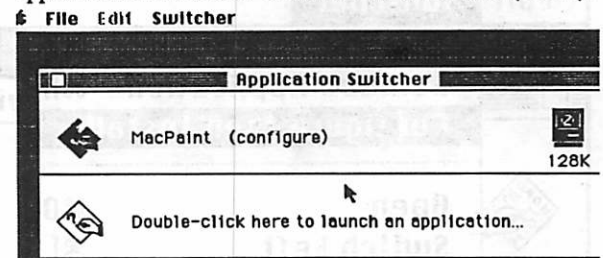 File Edit Switcher
Application Switcher
MacPaint (configure)
128K
Double-click here to launch an application...